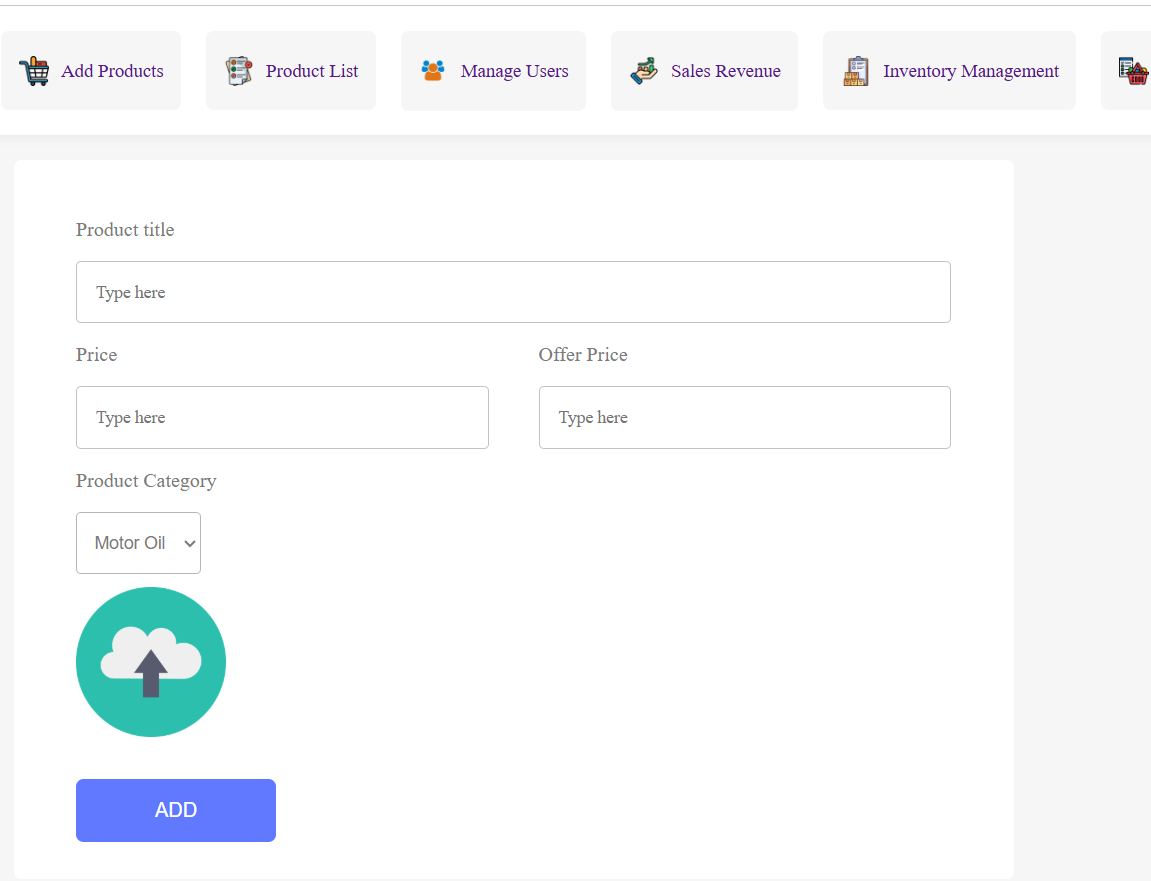 Add Products
Product List
Manage Users
Sales Revenue
Inventory Management
Product title
Type here
Price
Offer Price
Type here
Type here
Product Category
Motor Oil
ADD